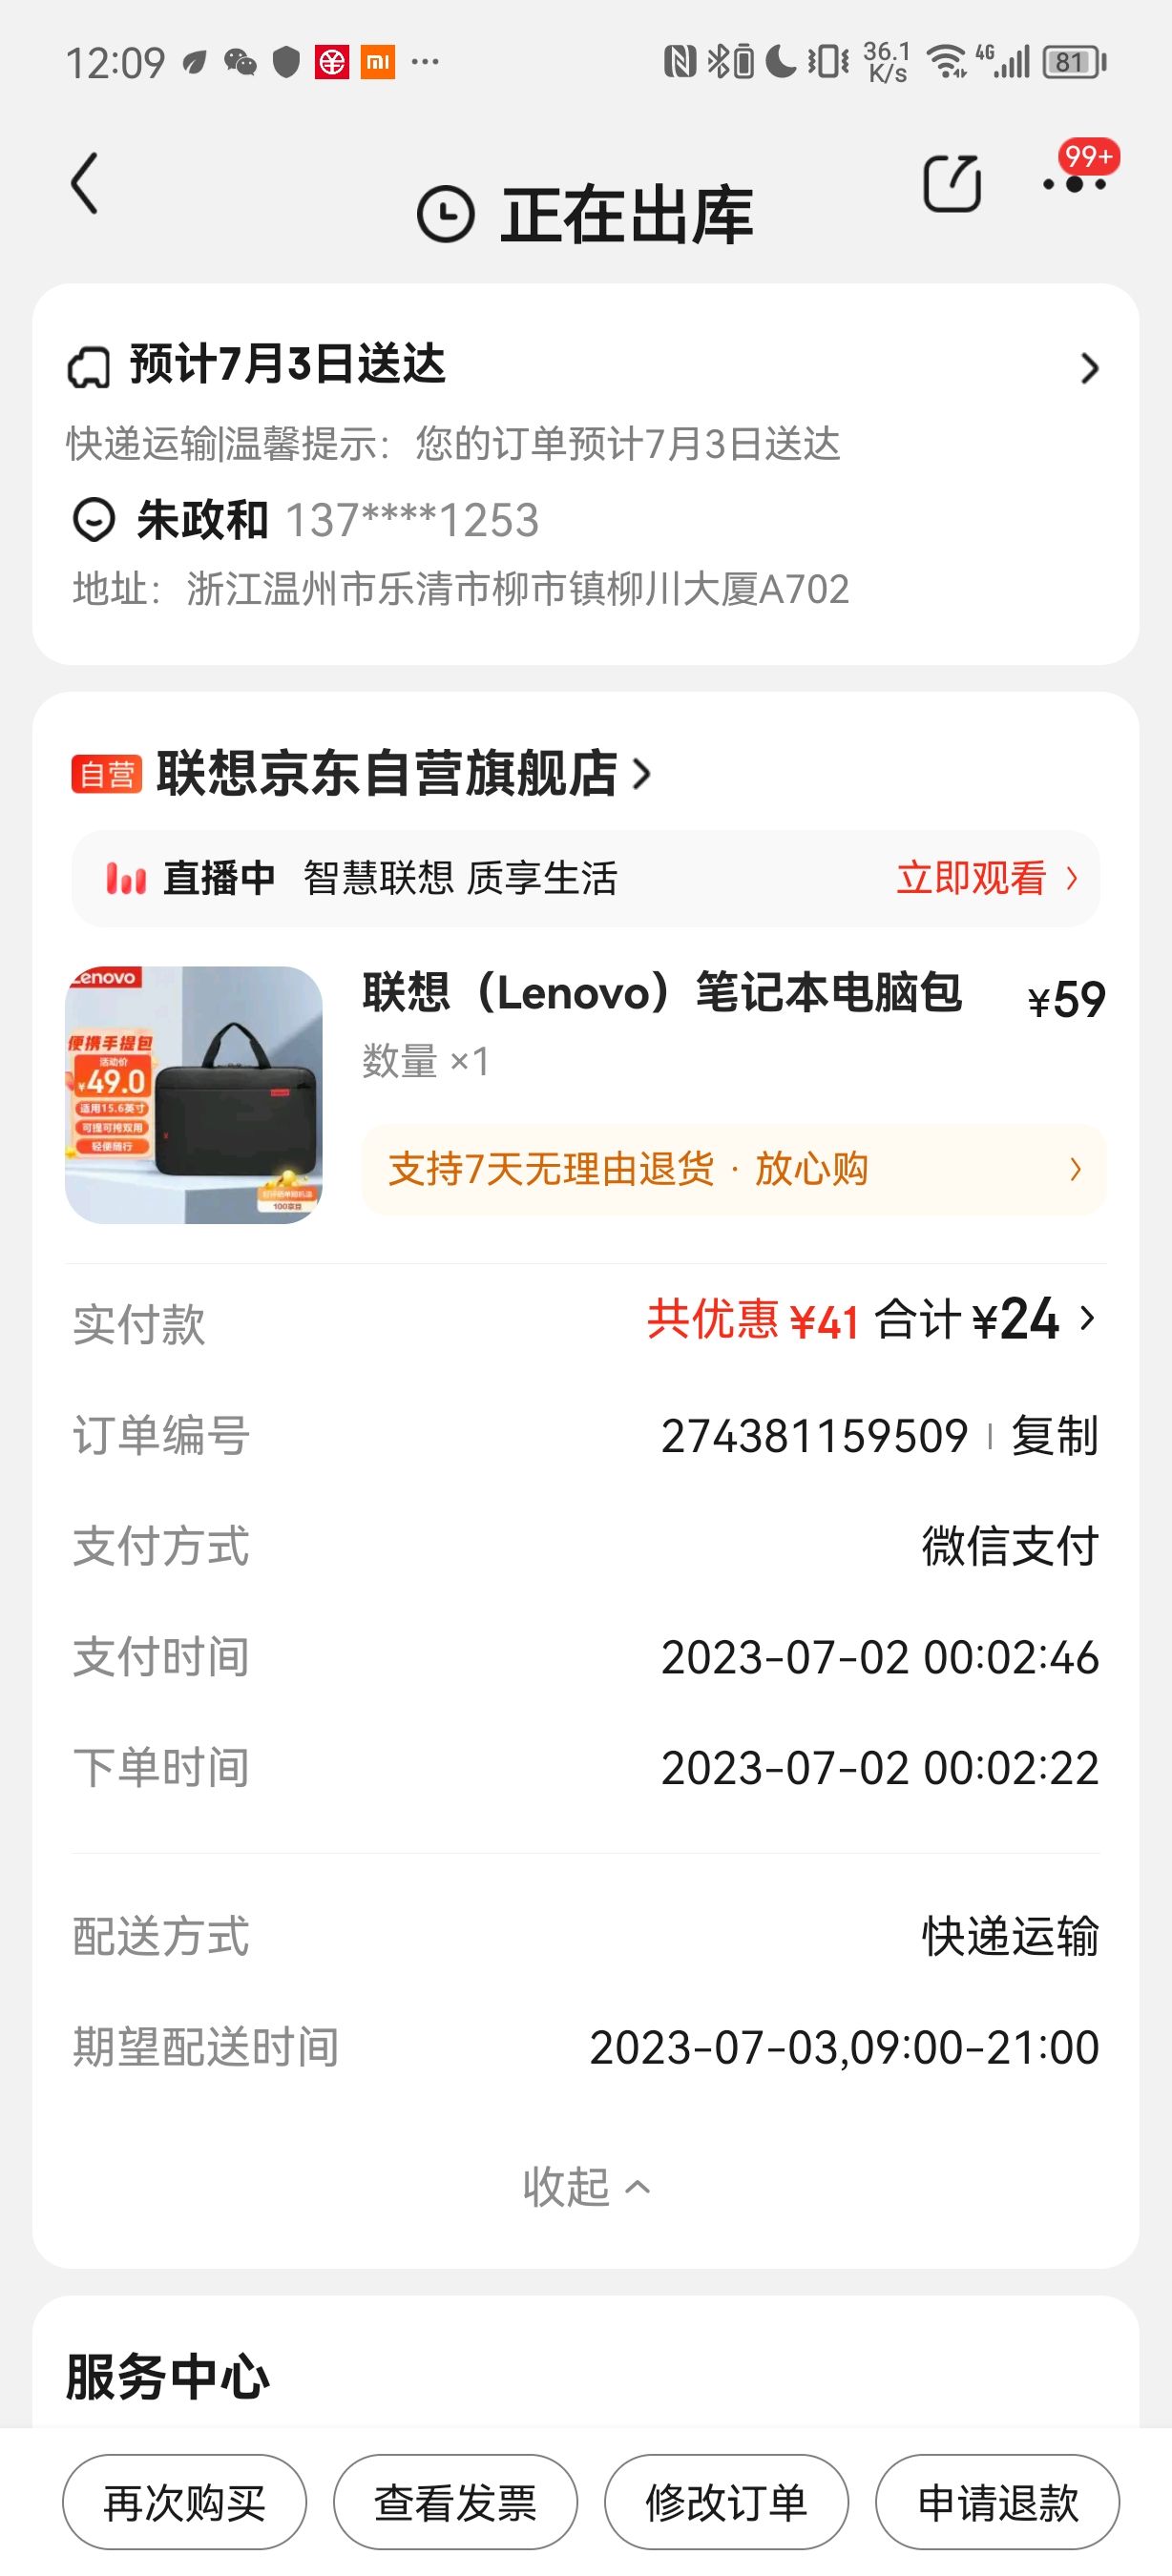 12:09
36.1
K/s
4G
81
99+
正在出库
预计7月3日送达
快递运输|温馨提示：您的订单预计7月3日送达
朱政和 137****1253
地址：浙江温州市乐清市柳市镇柳川大厦A702
自营 联想京东自营旗舰店
直播中 智慧联想 质享生活 立即观看
Lenovo
便携手提包
活动价
¥49.0
适用15.6英寸
可提可挎双用
轻便随行
100京豆
联想（Lenovo）笔记本电脑包 ¥59
数量 ×1
支持7天无理由退货 · 放心购
实付款 共优惠 ¥41 合计 ¥24
订单编号 274381159509 | 复制
支付方式 微信支付
支付时间 2023-07-02 00:02:46
下单时间 2023-07-02 00:02:22
配送方式 快递运输
期望配送时间 2023-07-03,09:00-21:00
收起
服务中心
再次购买 查看发票 修改订单 申请退款